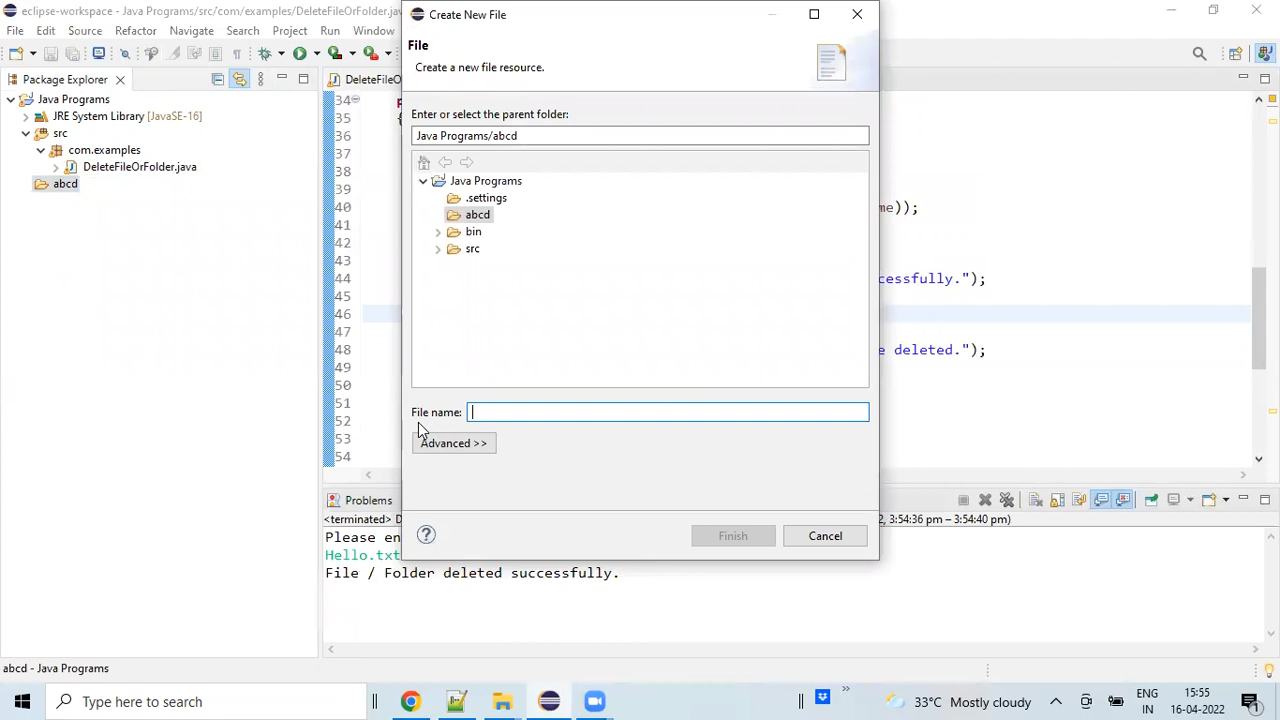 eclipse-workspace - Java Programs/src/com/examples/DeleteFileOrFolder.java
File Edit Source Refactor Navigate Search Project Run Window
Package Explorer
Java Programs
JRE System Library [JavaSE-16]
src
com.examples
DeleteFileOrFolder.java
abcd
DeleteFileO
34
35
36
37
38
39
40
41
42
43
44
45
46
47
48
49
50
51
52
53
54
me));
cessfully.");
e deleted.");
Create New File
File
Create a new file resource.
Enter or select the parent folder:
Java Programs/abcd
Java Programs
.settings
abcd
bin
src
File name:
Advanced >>
Finish
Cancel
Problems
<terminated> D
2, 3:54:36 pm – 3:54:40 pm)
Please en
Hello.txt
File / Folder deleted successfully.
abcd - Java Programs
Type here to search
33°C Mostly cloudy
ENG
IN
15:55
16-04-2022
1